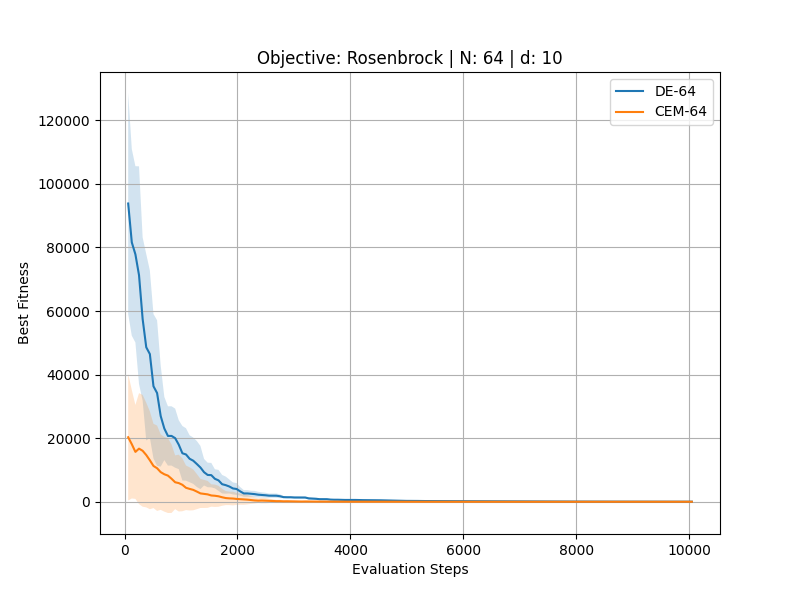 Objective: Rosenbrock | N: 64 | d: 10
DE-64
CEM-64
120000
100000
80000
60000
40000
20000
0
Best Fitness
0 2000 4000 6000 8000 10000
Evaluation Steps